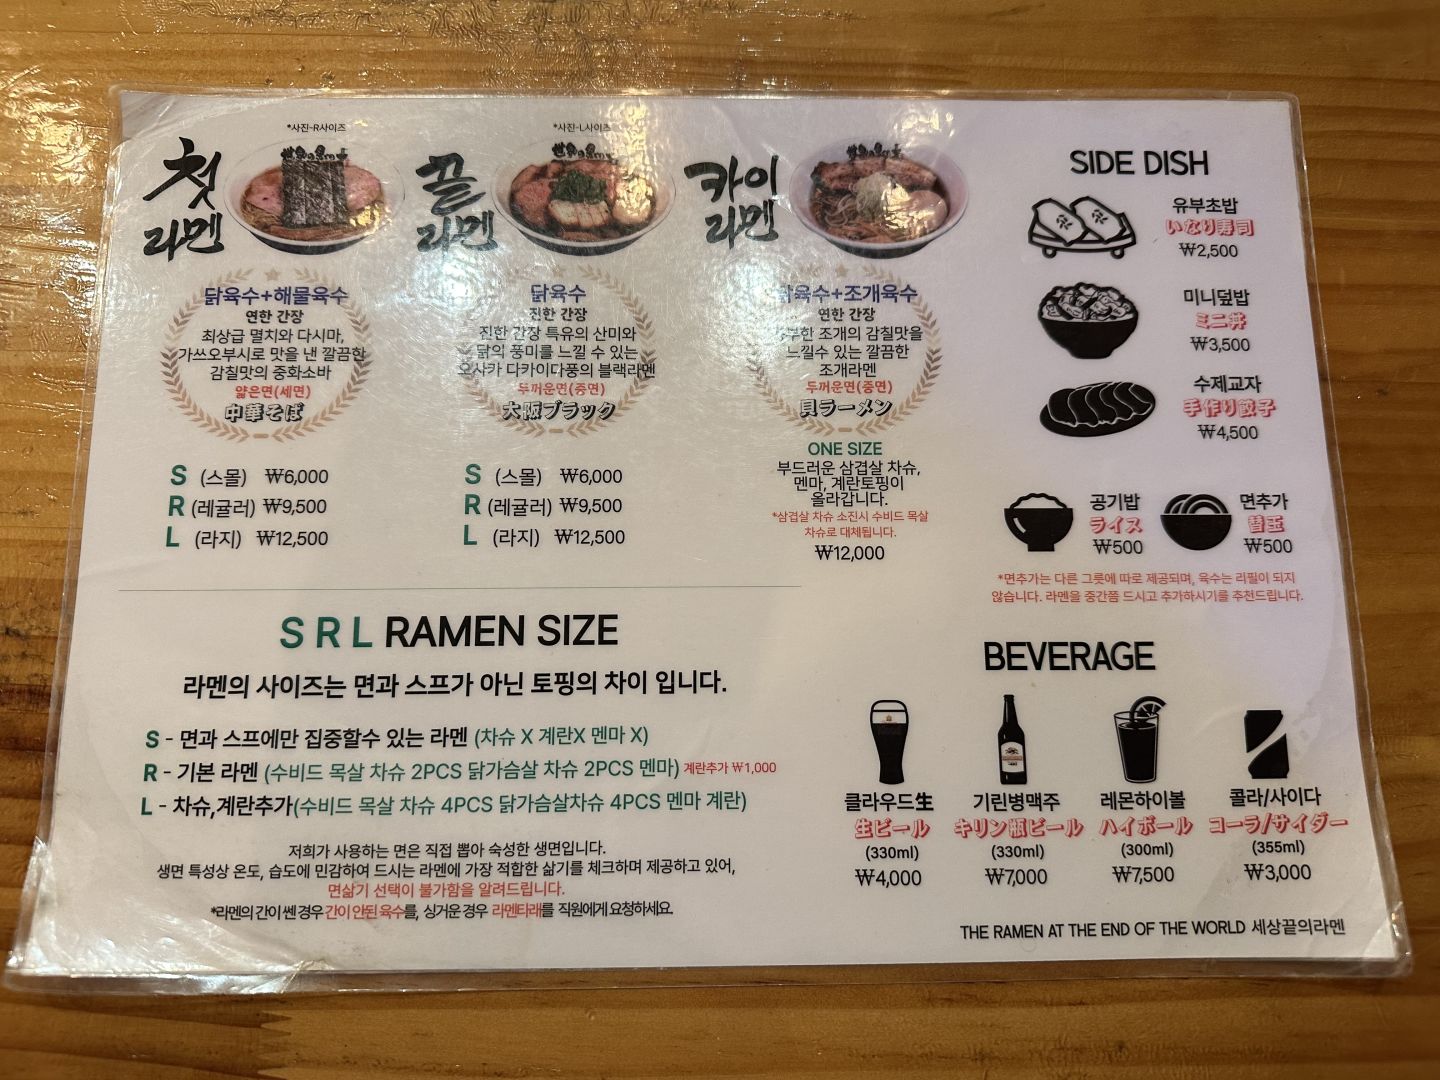 *사진-R사이즈
첫
라멘
닭육수+해물육수
연한 간장
최상급 멸치와 다시마,
가쓰오부시로 맛을 낸 깔끔한
감칠맛의 중화소바
얇은면(세면)
中華そば
S (스몰) ₩6,000
R (레귤러) ₩9,500
L (라지) ₩12,500
*사진-L사이즈
끝
라멘
닭육수
진한 간장
진한 간장 특유의 산미와
닭의 풍미를 느낄 수 있는
오사카 다카이다풍의 블랙라멘
두꺼운면(중면)
大阪ブラック
S (스몰) ₩6,000
R (레귤러) ₩9,500
L (라지) ₩12,500
카이
라멘
닭육수+조개육수
연한 간장
조개의 감칠맛을
느낄수 있는 깔끔한
조개라멘
두꺼운면(중면)
貝ラーメン
ONE SIZE
부드러운 삼겹살 차슈,
멘마, 계란토핑이
올라갑니다.
*삼겹살 차슈 소진시 수비드 목살
차슈로 대체됩니다.
₩12,000
SIDE DISH
유부초밥
いなり寿司
₩2,500
미니덮밥
ミニ丼
₩3,500
수제교자
手作り餃子
₩4,500
공기밥
ライス
₩500
면추가
替玉
₩500
*면추가는 다른 그릇에 따로 제공되며, 육수는 리필이 되지
않습니다. 라멘을 중간쯤 드시고 추가하시기를 추천드립니다.
S R L RAMEN SIZE
라멘의 사이즈는 면과 스프가 아닌 토핑의 차이 입니다.
S - 면과 스프에만 집중할수 있는 라멘 (차슈 X 계란X 멘마 X)
R - 기본 라멘 (수비드 목살 차슈 2PCS 닭가슴살 차슈 2PCS 멘마) 계란추가 ₩1,000
L - 차슈,계란추가(수비드 목살 차슈 4PCS 닭가슴살차슈 4PCS 멘마 계란)
저희가 사용하는 면은 직접 뽑아 숙성한 생면입니다.
생면 특성상 온도, 습도에 민감하여 드시는 라멘에 가장 적합한 삶기를 체크하며 제공하고 있어,
면삶기 선택이 불가함을 알려드립니다.
*라멘의 간이 쎈 경우 간이 안된 육수를, 싱거운 경우 라멘타래를 직원에게 요청하세요.
BEVERAGE
클라우드生
生ビール
(330ml)
₩4,000
기린병맥주
キリン瓶ビール
(330ml)
₩7,000
레몬하이볼
ハイボール
(300ml)
₩7,500
콜라/사이다
コーラ/サイダー
(355ml)
₩3,000
THE RAMEN AT THE END OF THE WORLD 세상끝의라멘